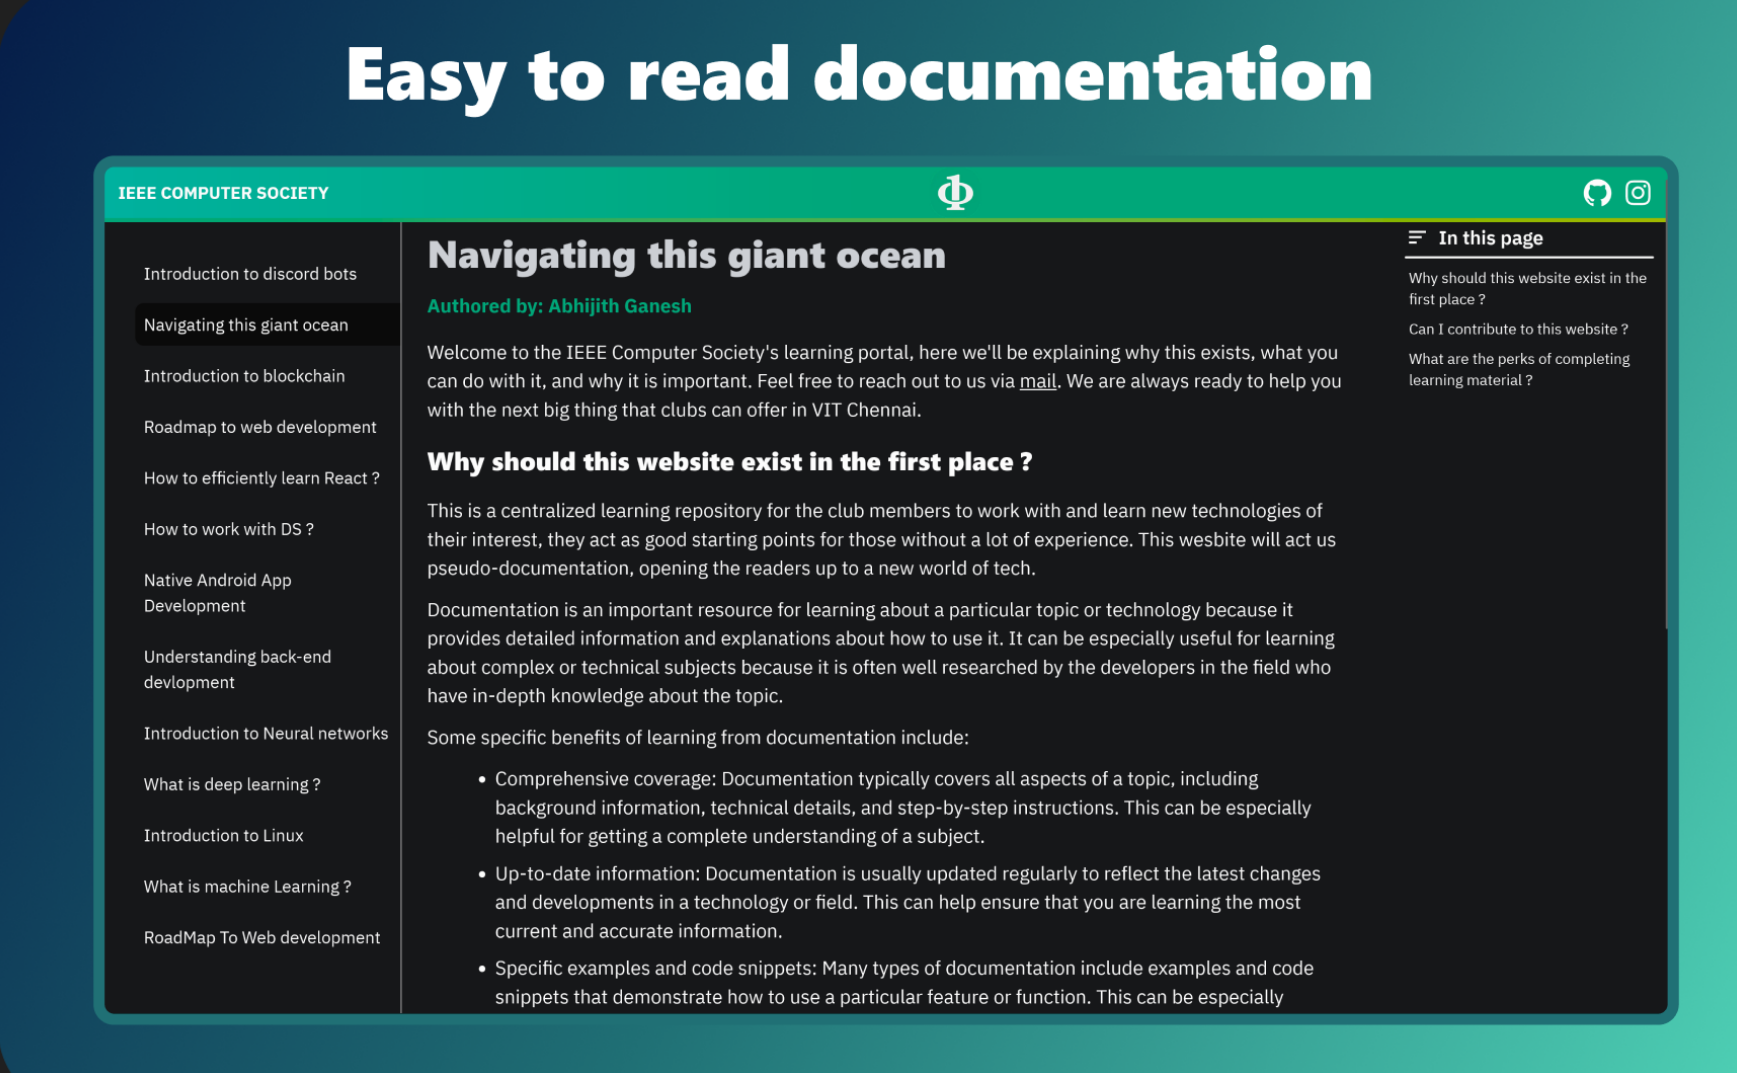 Easy to read documentation
IEEE COMPUTER SOCIETY
Introduction to discord bots
Navigating this giant ocean
Introduction to blockchain
Roadmap to web development
How to efficiently learn React ?
How to work with DS ?
Native Android App
Development
Understanding back-end
devlopment
Introduction to Neural networks
What is deep learning ?
Introduction to Linux
What is machine Learning ?
RoadMap To Web development
Navigating this giant ocean
Authored by: Abhijith Ganesh
Welcome to the IEEE Computer Society's learning portal, here we'll be explaining why this exists, what you
can do with it, and why it is important. Feel free to reach out to us via mail. We are always ready to help you
with the next big thing that clubs can offer in VIT Chennai.
Why should this website exist in the first place ?
This is a centralized learning repository for the club members to work with and learn new technologies of
their interest, they act as good starting points for those without a lot of experience. This wesbite will act us
pseudo-documentation, opening the readers up to a new world of tech.
Documentation is an important resource for learning about a particular topic or technology because it
provides detailed information and explanations about how to use it. It can be especially useful for learning
about complex or technical subjects because it is often well researched by the developers in the field who
have in-depth knowledge about the topic.
Some specific benefits of learning from documentation include:
• Comprehensive coverage: Documentation typically covers all aspects of a topic, including
background information, technical details, and step-by-step instructions. This can be especially
helpful for getting a complete understanding of a subject.
• Up-to-date information: Documentation is usually updated regularly to reflect the latest changes
and developments in a technology or field. This can help ensure that you are learning the most
current and accurate information.
• Specific examples and code snippets: Many types of documentation include examples and code
snippets that demonstrate how to use a particular feature or function. This can be especially
In this page
Why should this website exist in the
first place ?
Can I contribute to this website ?
What are the perks of completing
learning material ?